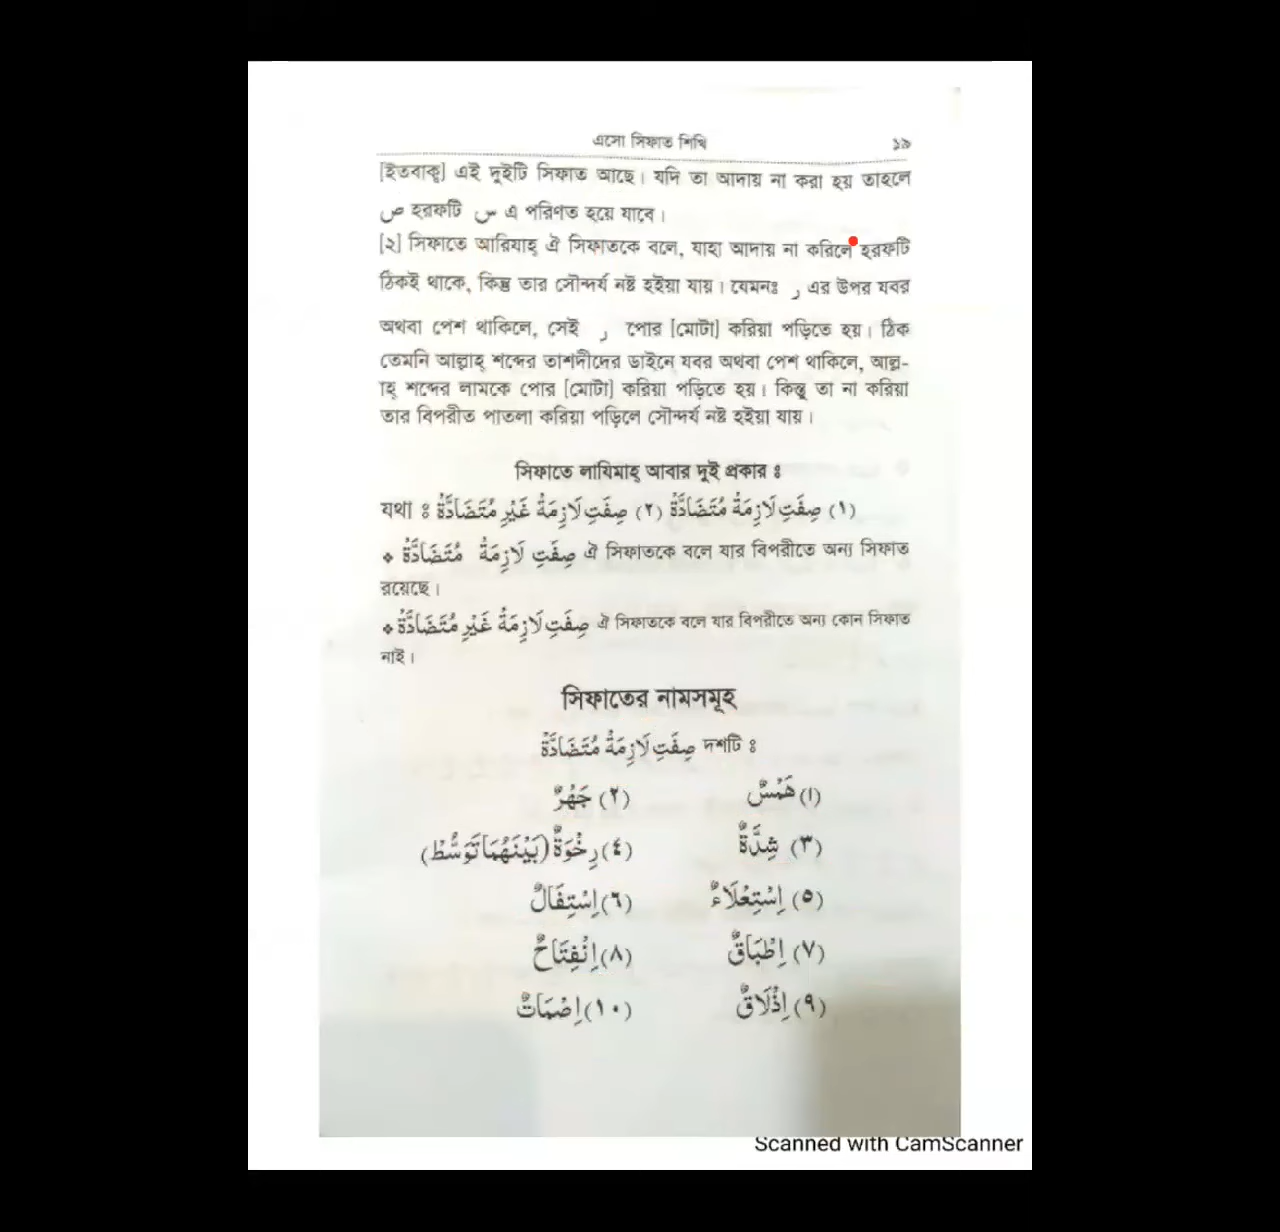 এসো সিফাত শিখি ১৯
[ইতবাক্ব] এই দুইটি সিফাত আছে। যদি তা আদায় না করা হয় তাহলে
ص হরফটি س এ পরিণত হয়ে যাবে।
[২] সিফাতে আরিযাহ্ ঐ সিফাতকে বলে, যাহা আদায় না করিলে হরফটি
ঠিকই থাকে, কিন্তু তার সৌন্দর্য নষ্ট হইয়া যায়। যেমনঃ ر এর উপর যবর
অথবা পেশ থাকিলে, সেই ر পোর [মোটা] করিয়া পড়িতে হয়। ঠিক
তেমনি আল্লাহ্ শব্দের তাশদীদের ডাইনে যবর অথবা পেশ থাকিলে, আল্ল-
াহ্ শব্দের লামকে পোর [মোটা] করিয়া পড়িতে হয়। কিন্তু তা না করিয়া
তার বিপরীত পাতলা করিয়া পড়িলে সৌন্দর্য নষ্ট হইয়া যায়।
সিফাতে লাযিমাহ্ আবার দুই প্রকার ঃ
যথা ঃ (١) صِفَتِ لَازِمَةُ مُتَضَادَّةُ (٢) صِفَتِ لَازِمَةُ غَيْرِ مُتَضَادَّةُ
❖ صِفَتِ لَازِمَةُ مُتَضَادَّةُ ঐ সিফাতকে বলে যার বিপরীতে অন্য সিফাত
রয়েছে।
❖ صِفَتِ لَازِمَةُ غَيْرِ مُتَضَادَّةُ ঐ সিফাতকে বলে যার বিপরীতে অন্য কোন সিফাত
নাই।
সিফাতের নামসমূহ
صِفَتِ لَازِمَةُ مُتَضَادَّةُ দশটি ঃ
(١) هَمْسٌ (٢) جَهْرٌ
(٣) شِدَّةٌ (٤) رِخْوَةٌ (بَيْنَهُمَا تَوَسُّطْ)
(٥) اِسْتِعْلَاءٌ (٦) اِسْتِفَالٌ
(٧) اِطْبَاقٌ (٨) اِنْفِتَاحٌ
(٩) اِذْلَاقٌ (١٠) اِصْمَاتٌ
Scanned with CamScanner